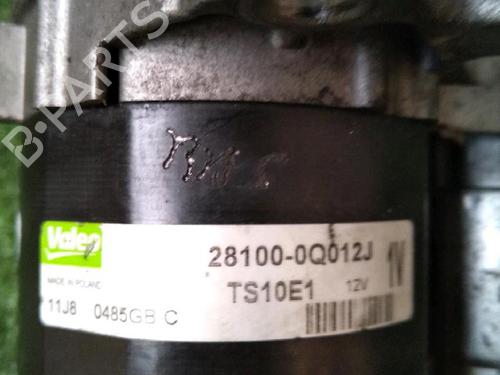 B-PARTS
Valeo
28100-0Q012J
1V
MADE IN POLAND
TS10E1 12V
11J8 0485GB C